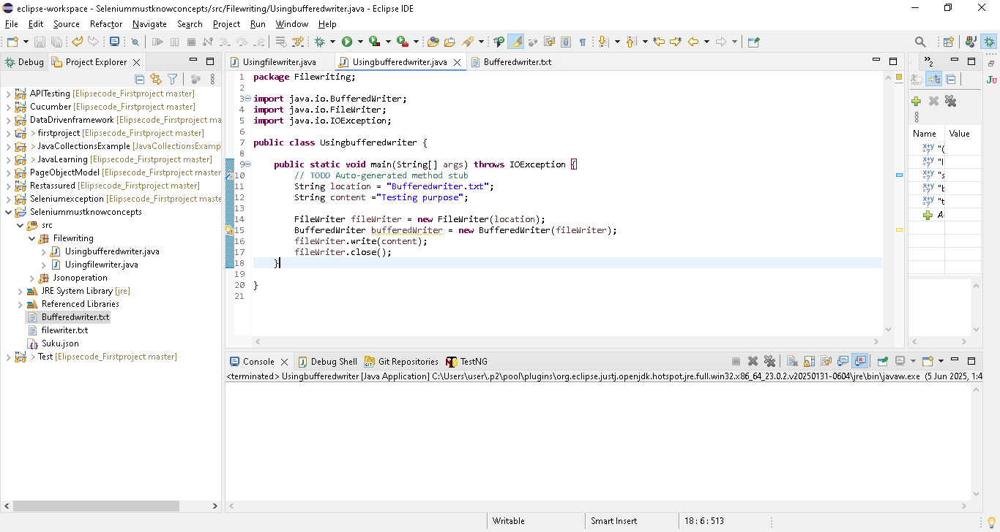 eclipse-workspace - Seleniummustknowconcepts/src/Filewriting/Usingbufferedwriter.java - Eclipse IDE
File Edit Source Refactor Navigate Search Project Run Window Help
Debug Project Explorer
Usingfilewriter.java Usingbufferedwriter.java Bufferedwriter.txt
2
APITesting [Elipsecode_Firstproject master]
Cucumber [Elipsecode_Firstproject master]
DataDrivenframework [Elipsecode_Firstproject ma
> firstproject [Elipsecode_Firstproject master]
> JavaCollectionsExample [JavaCollectionsExamp
> JavaLearning [Elipsecode_Firstproject master]
PageObjectModel [Elipsecode_Firstproject master
Restassured [Elipsecode_Firstproject master]
Seleniumexception [Elipsecode_Firstproject maste
Seleniummustknowconcepts
src
Filewriting
Usingbufferedwriter.java
Usingfilewriter.java
Jsonoperation
JRE System Library [jre]
Referenced Libraries
Bufferedwriter.txt
filewriter.txt
Suku.json
> Test [Elipsecode_Firstproject master]
1 package Filewriting;
2
3 import java.io.BufferedWriter;
4 import java.io.FileWriter;
5 import java.io.IOException;
6
7 public class Usingbufferedwriter {
8
9 public static void main(String[] args) throws IOException {
10 // TODO Auto-generated method stub
11 String location = "Bufferedwriter.txt";
12 String content ="Testing purpose";
13
14 FileWriter fileWriter = new FileWriter(location);
15 BufferedWriter bufferedWriter = new BufferedWriter(fileWriter);
16 fileWriter.write(content);
17 fileWriter.close();
18 }
19
20 }
21
Name Value
x+y =? "(
x+y =? "l
x+y =? "s
x+y =? "b
x+y =? "t
A
Ju
Console Debug Shell Git Repositories TestNG
<terminated> Usingbufferedwriter [Java Application] C:\Users\user\.p2\pool\plugins\org.eclipse.justj.openjdk.hotspot.jre.full.win32.x86_64_23.0.2.v20250131-0604\jre\bin\javaw.exe (5 Jun 2025, 1:4
Writable Smart Insert 18 : 6 : 513